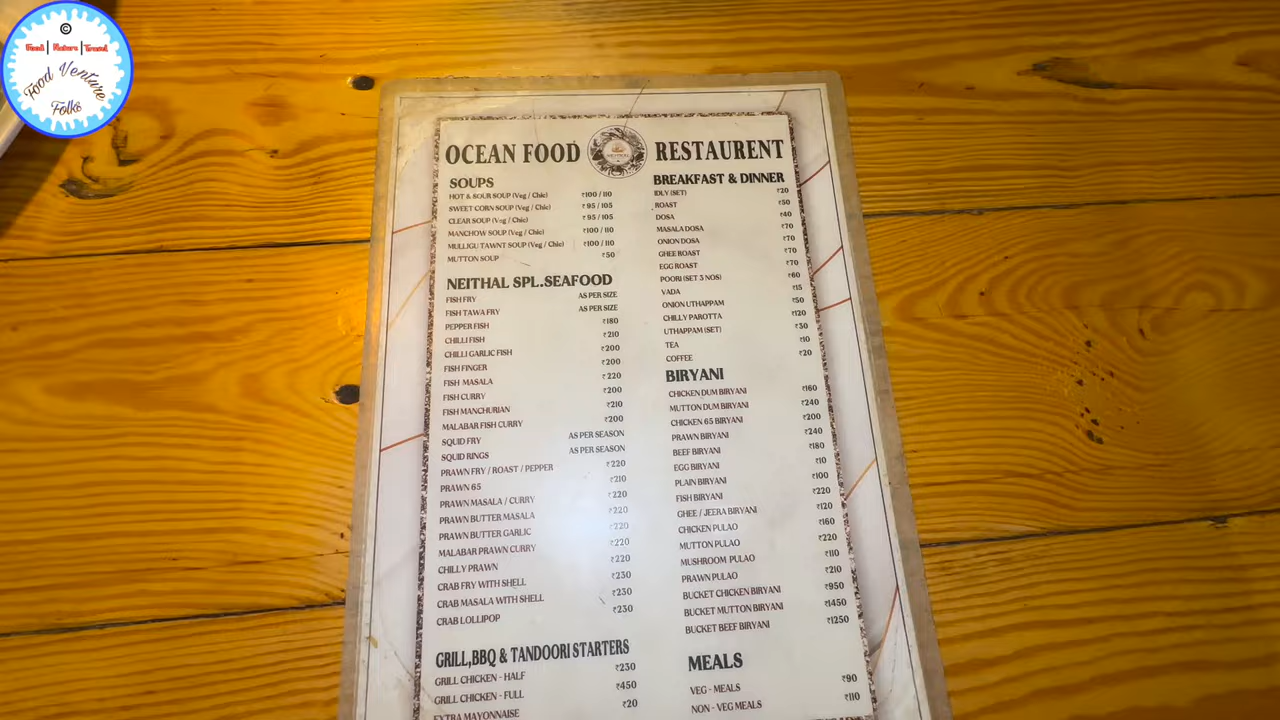 © 
Food | Nature | Travel
Food Venture
Folks
OCEAN FOOD RESTAURENT
SOUPS
HOT & SOUR SOUP (Veg / Chic) ₹100 / 110
SWEET CORN SOUP (Veg / Chic) ₹ 95 / 105
CLEAR SOUP (Veg / Chic) ₹ 95 / 105
MANCHOW SOUP (Veg / Chic) ₹100 / 110
MULLIGU TAWNT SOUP (Veg / Chic) ₹100 / 110
MUTTON SOUP ₹50
NEITHAL SPL.SEAFOOD
FISH FRY AS PER SIZE
FISH TAWA FRY AS PER SIZE
PEPPER FISH ₹180
CHILLI FISH ₹210
CHILLI GARLIC FISH ₹200
FISH FINGER ₹200
FISH MASALA ₹220
FISH CURRY ₹200
FISH MANCHURIAN ₹210
MALABAR FISH CURRY ₹200
SQUID FRY AS PER SEASON
SQUID RINGS AS PER SEASON
PRAWN FRY / ROAST / PEPPER ₹220
PRAWN 65 ₹210
PRAWN MASALA / CURRY ₹220
PRAWN BUTTER MASALA ₹220
PRAWN BUTTER GARLIC ₹220
MALABAR PRAWN CURRY ₹220
CHILLY PRAWN ₹220
CRAB FRY WITH SHELL ₹230
CRAB MASALA WITH SHELL ₹230
CRAB LOLLIPOP ₹230
GRILL,BBQ & TANDOORI STARTERS
GRILL CHICKEN - HALF ₹230
GRILL CHICKEN - FULL ₹450
EXTRA MAYONNAISE ₹20
BREAKFAST & DINNER
IDLY (SET) ₹20
ROAST ₹50
DOSA ₹40
MASALA DOSA ₹70
ONION DOSA ₹70
GHEE ROAST ₹70
EGG ROAST ₹70
POORI (SET 3 NOS) ₹60
VADA ₹15
ONION UTHAPPAM ₹50
CHILLY PAROTTA ₹120
UTHAPPAM (SET) ₹30
TEA ₹10
COFFEE ₹20
BIRYANI
CHICKEN DUM BIRYANI ₹160
MUTTON DUM BIRYANI ₹240
CHICKEN 65 BIRYANI ₹200
PRAWN BIRYANI ₹240
BEEF BIRYANI ₹180
EGG BIRYANI ₹10
PLAIN BIRYANI ₹100
FISH BIRYANI ₹220
GHEE / JEERA BIRYANI ₹120
CHICKEN PULAO ₹160
MUTTON PULAO ₹220
MUSHROOM PULAO ₹110
PRAWN PULAO ₹210
BUCKET CHICKEN BIRYANI ₹950
BUCKET MUTTON BIRYANI ₹1450
BUCKET BEEF BIRYANI ₹1250
MEALS
VEG - MEALS ₹90
NON - VEG MEALS ₹110